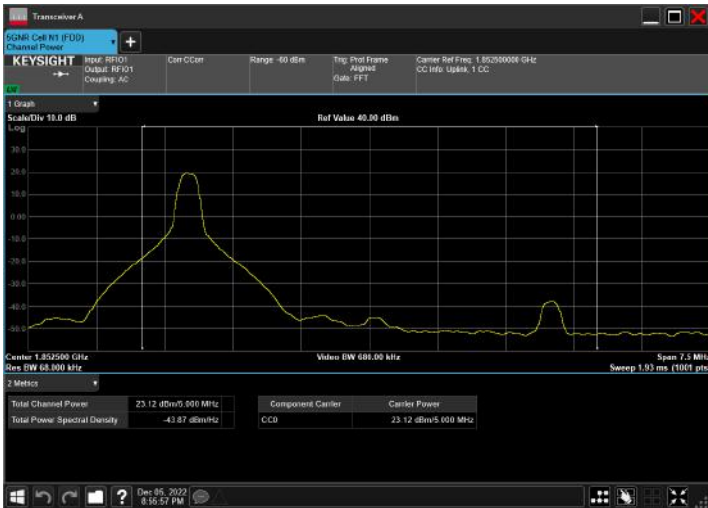 Transceiver A
5GNR Cell N1 (FDD)
Channel Power
KEYSIGHT
Input: RFIO1
Output: RFIO1
Coupling: AC
Corr CCorr
Range: -60 dBm
Trig: Prot Frame
Aligned
Gate: FFT
Carrier Ref Freq: 1.852500000 GHz
CC Info: Uplink, 1 CC
1 Graph
Scale/Div 10.0 dB
Ref Value 40.00 dBm
Log
30.0
20.0
10.0
0.00
-10.0
-20.0
-30.0
-40.0
-50.0
Center 1.852500 GHz
Video BW 680.00 kHz
Span 7.5 MHz
Res BW 68.000 kHz
Sweep 1.93 ms (1001 pts
2 Metrics
Total Channel Power 23.12 dBm/5.000 MHz
Total Power Spectral Density -43.87 dBm/Hz
Component Carrier Carrier Power
CC0 23.12 dBm/5.000 MHz
?
Dec 05, 2022
8:55:57 PM